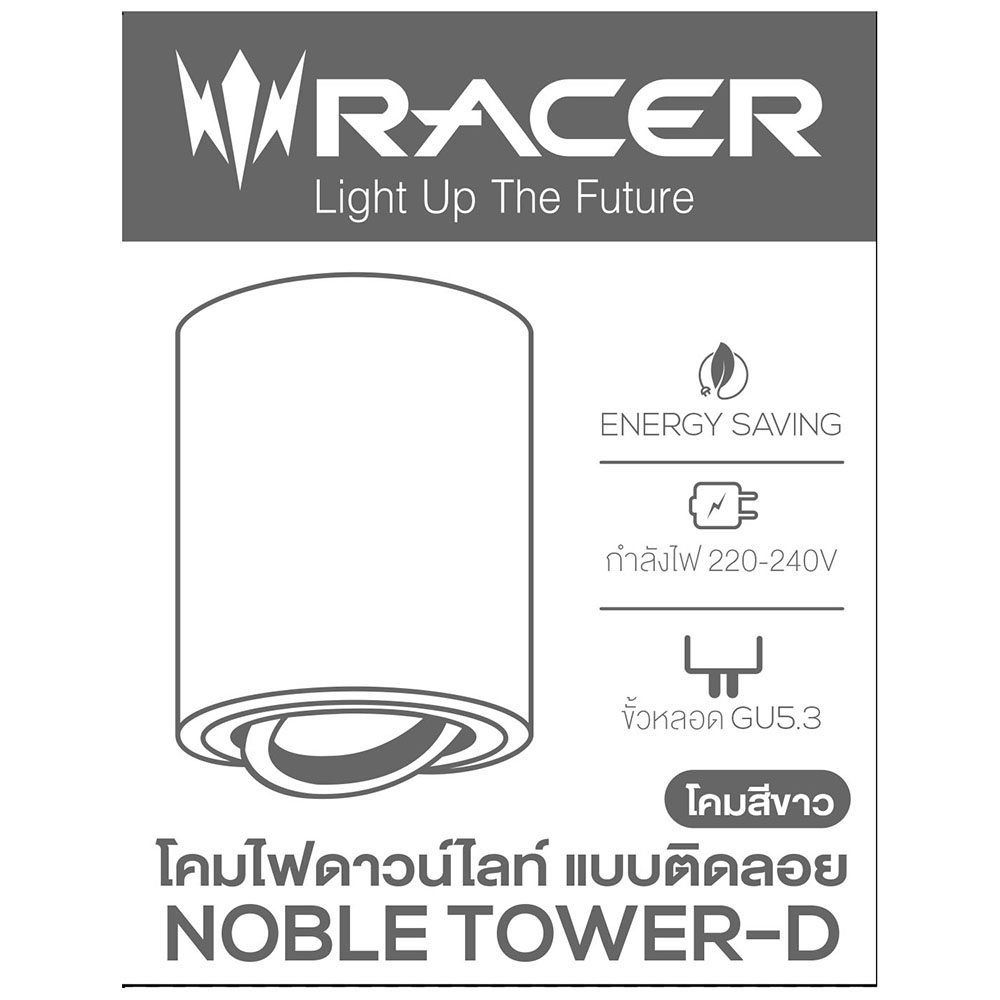 RACER
Light Up The Future
ENERGY SAVING
กำลังไฟ 220-240V
ขั้วหลอด GU5.3
โคมสีขาว
โคมไฟดาวน์ไลท์ แบบติดลอย
NOBLE TOWER-D